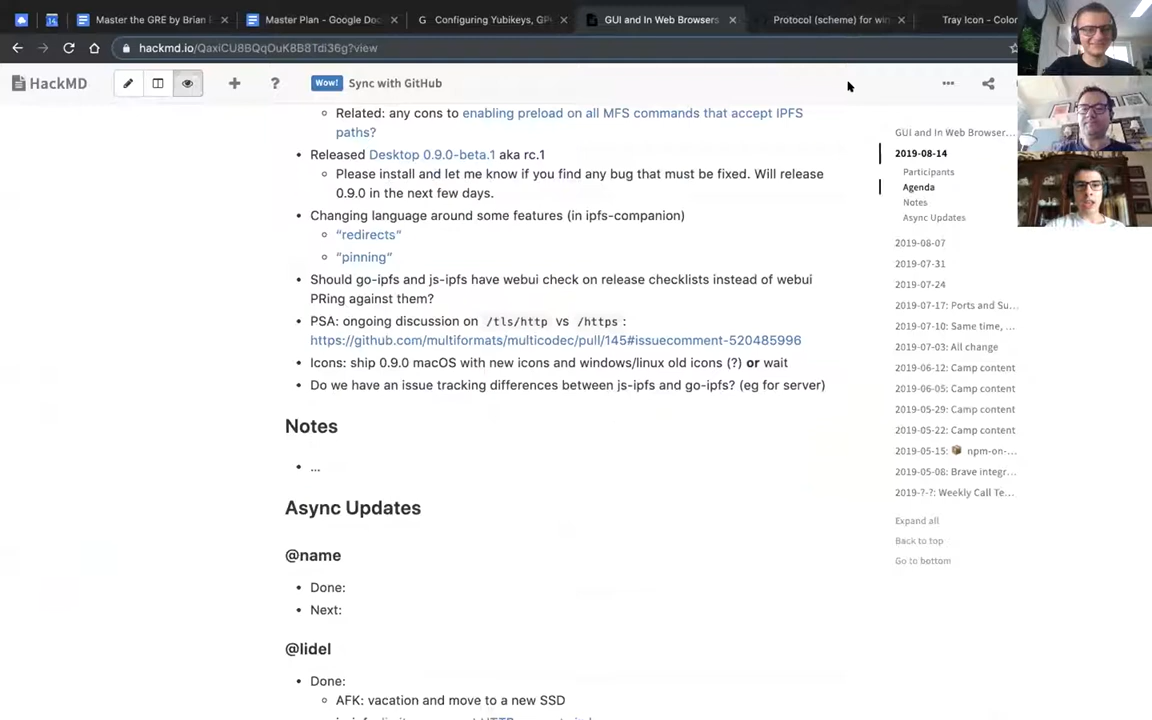 Master the GRE by Brian
Master Plan - Google Doc
Configuring Yubikeys, GP
GUI and In Web Browsers
Protocol (scheme) for wi
Tray Icon - Color
hackmd.io/QaxiCU8BQqOuK8B8Tdi36g?view
HackMD
Wow! Sync with GitHub
Related: any cons to enabling preload on all MFS commands that accept IPFS
paths?
Released Desktop 0.9.0-beta.1 aka rc.1
Please install and let me know if you find any bug that must be fixed. Will release
0.9.0 in the next few days.
Changing language around some features (in ipfs-companion)
“redirects”
“pinning”
Should go-ipfs and js-ipfs have webui check on release checklists instead of webui
PRing against them?
PSA: ongoing discussion on /tls/http vs /https :
https://github.com/multiformats/multicodec/pull/145#issuecomment-520485996
Icons: ship 0.9.0 macOS with new icons and windows/linux old icons (?) or wait
Do we have an issue tracking differences between js-ipfs and go-ipfs? (eg for server)
Notes
...
Async Updates
@name
Done:
Next:
@lidel
Done:
AFK: vacation and move to a new SSD
GUI and In Web Browser...
2019-08-14
Participants
Agenda
Notes
Async Updates
2019-08-07
2019-07-31
2019-07-24
2019-07-17: Ports and Su...
2019-07-10: Same time, ...
2019-07-03: All change
2019-06-12: Camp content
2019-06-05: Camp content
2019-05-29: Camp content
2019-05-22: Camp content
2019-05-15: 📦 npm-on-...
2019-05-08: Brave integr...
2019-?-?: Weekly Call Te...
Expand all
Back to top
Go to bottom